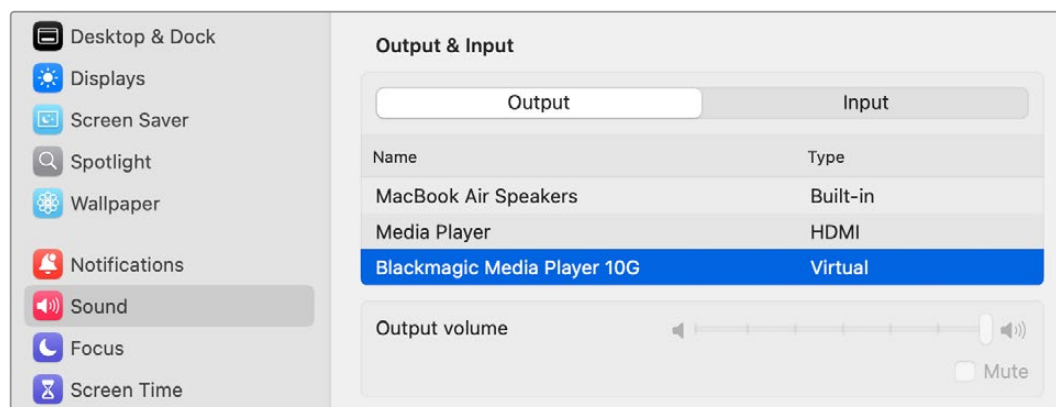 Desktop & Dock
Displays
Screen Saver
Spotlight
Wallpaper
Notifications
Sound
Focus
Screen Time
Output & Input
Output Input
Name Type
MacBook Air Speakers Built-in
Media Player HDMI
Blackmagic Media Player 10G Virtual
Output volume
Mute